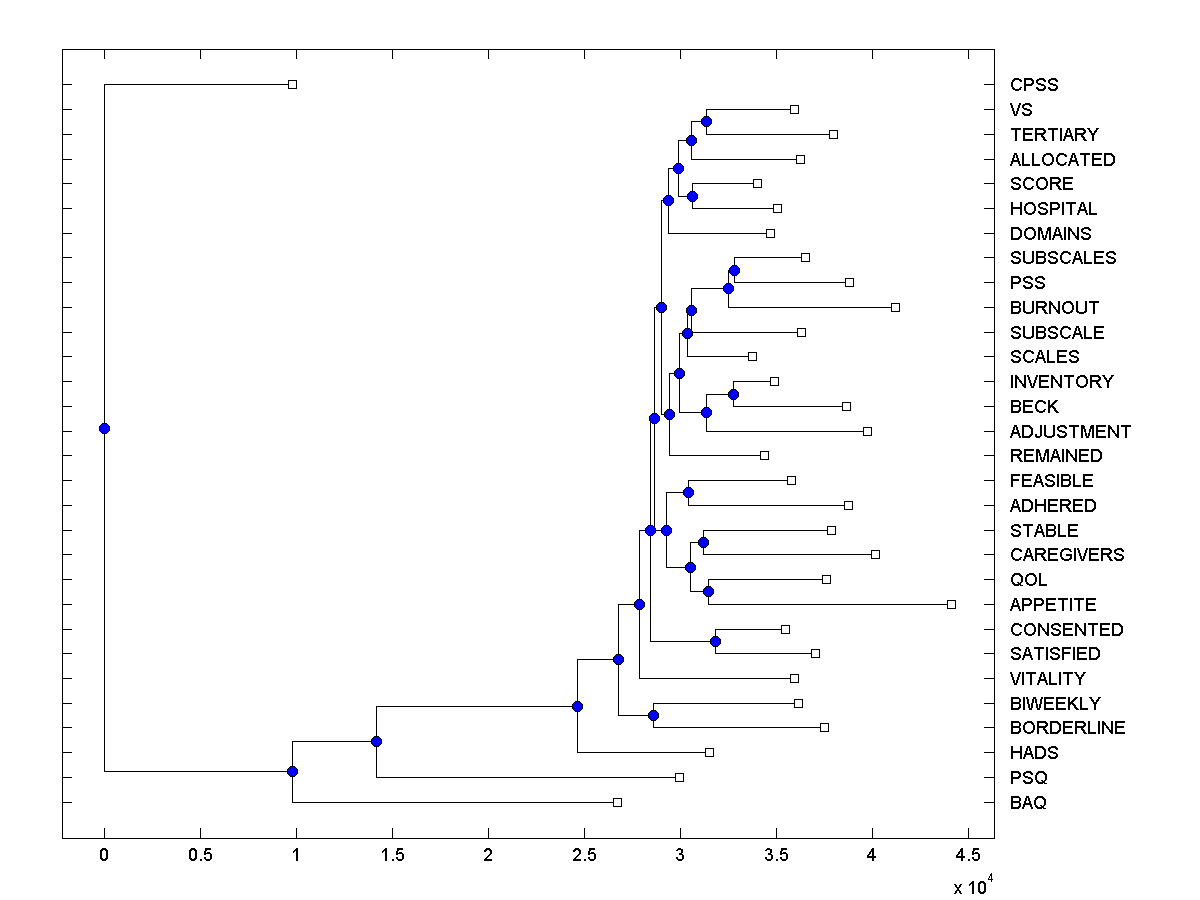 CPSS
VS
TERTIARY
ALLOCATED
SCORE
HOSPITAL
DOMAINS
SUBSCALES
PSS
BURNOUT
SUBSCALE
SCALES
INVENTORY
BECK
ADJUSTMENT
REMAINED
FEASIBLE
ADHERED
STABLE
CAREGIVERS
QOL
APPETITE
CONSENTED
SATISFIED
VITALITY
BIWEEKLY
BORDERLINE
HADS
PSQ
BAQ
0 0.5 1 1.5 2 2.5 3 3.5 4 4.5
x 10^4